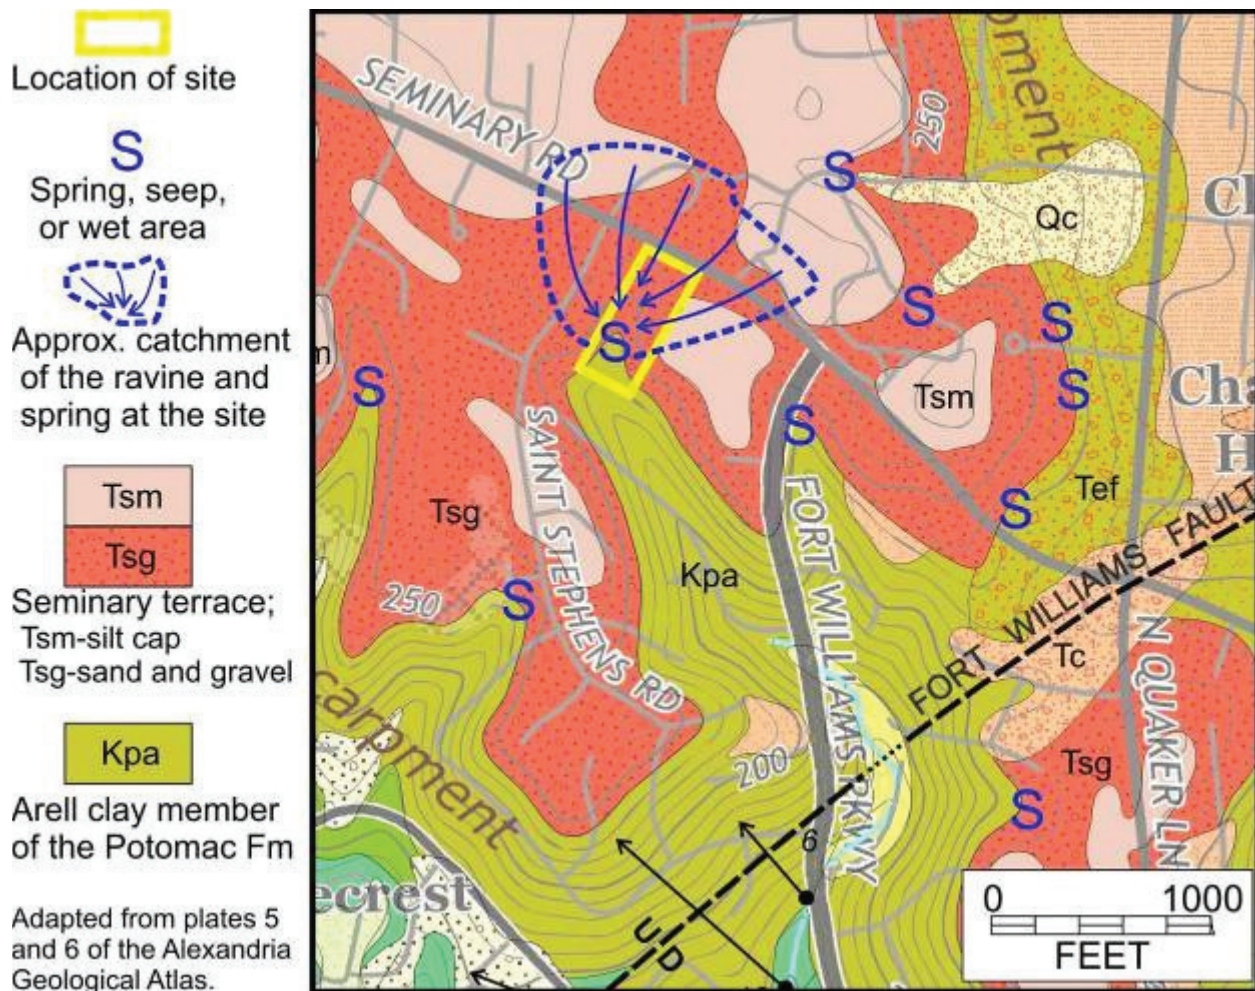 Location of site
S
Spring, seep,
or wet area
Approx. catchment
of the ravine and
spring at the site
Tsm
Tsg
Seminary terrace;
Tsm-silt cap
Tsg-sand and gravel
Kpa
Arell clay member
of the Potomac Fm
Adapted from plates 5
and 6 of the Alexandria
Geological Atlas.
SEMINARY RD
250
S
Qc
S
S
S
S
S
Tsm
S
S
Tef
SAINT STEPHENS RD
Tsg
Kpa
250
S
FORT WILLIAMS PKWY
FORT WILLIAMS FAULT
Tc
N QUAKER LN
Tsg
S
200
6
U
D
0 1000
FEET